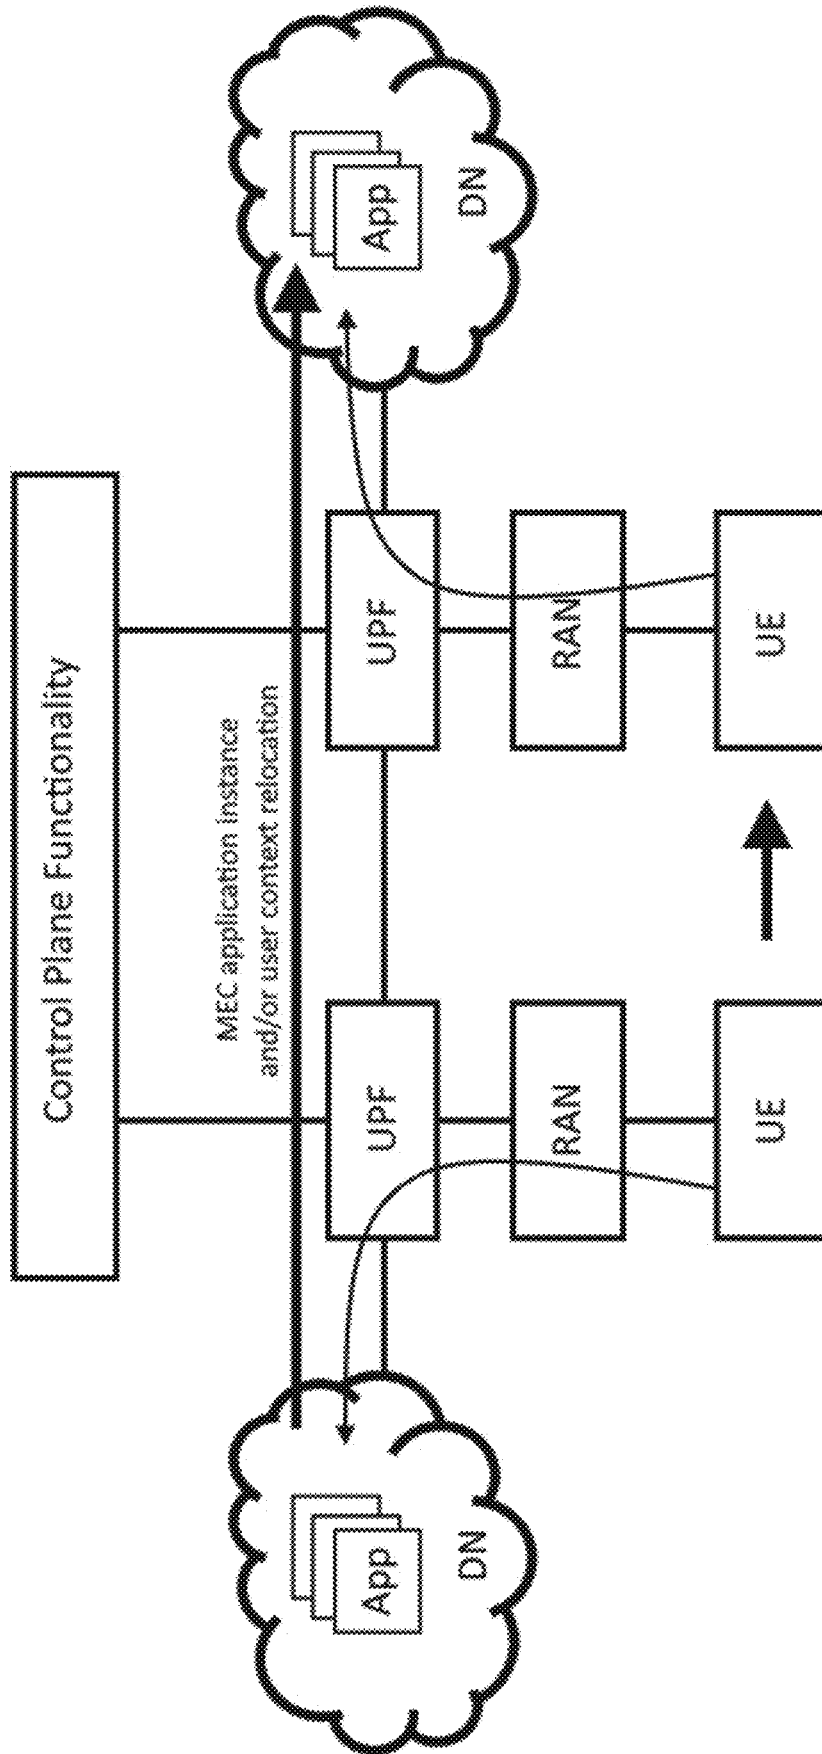 Control Plane Functionality
MEC application instance
and/or user context relocation
App
DN
UPF
UPF
App
DN
RAN
RAN
UE
UE